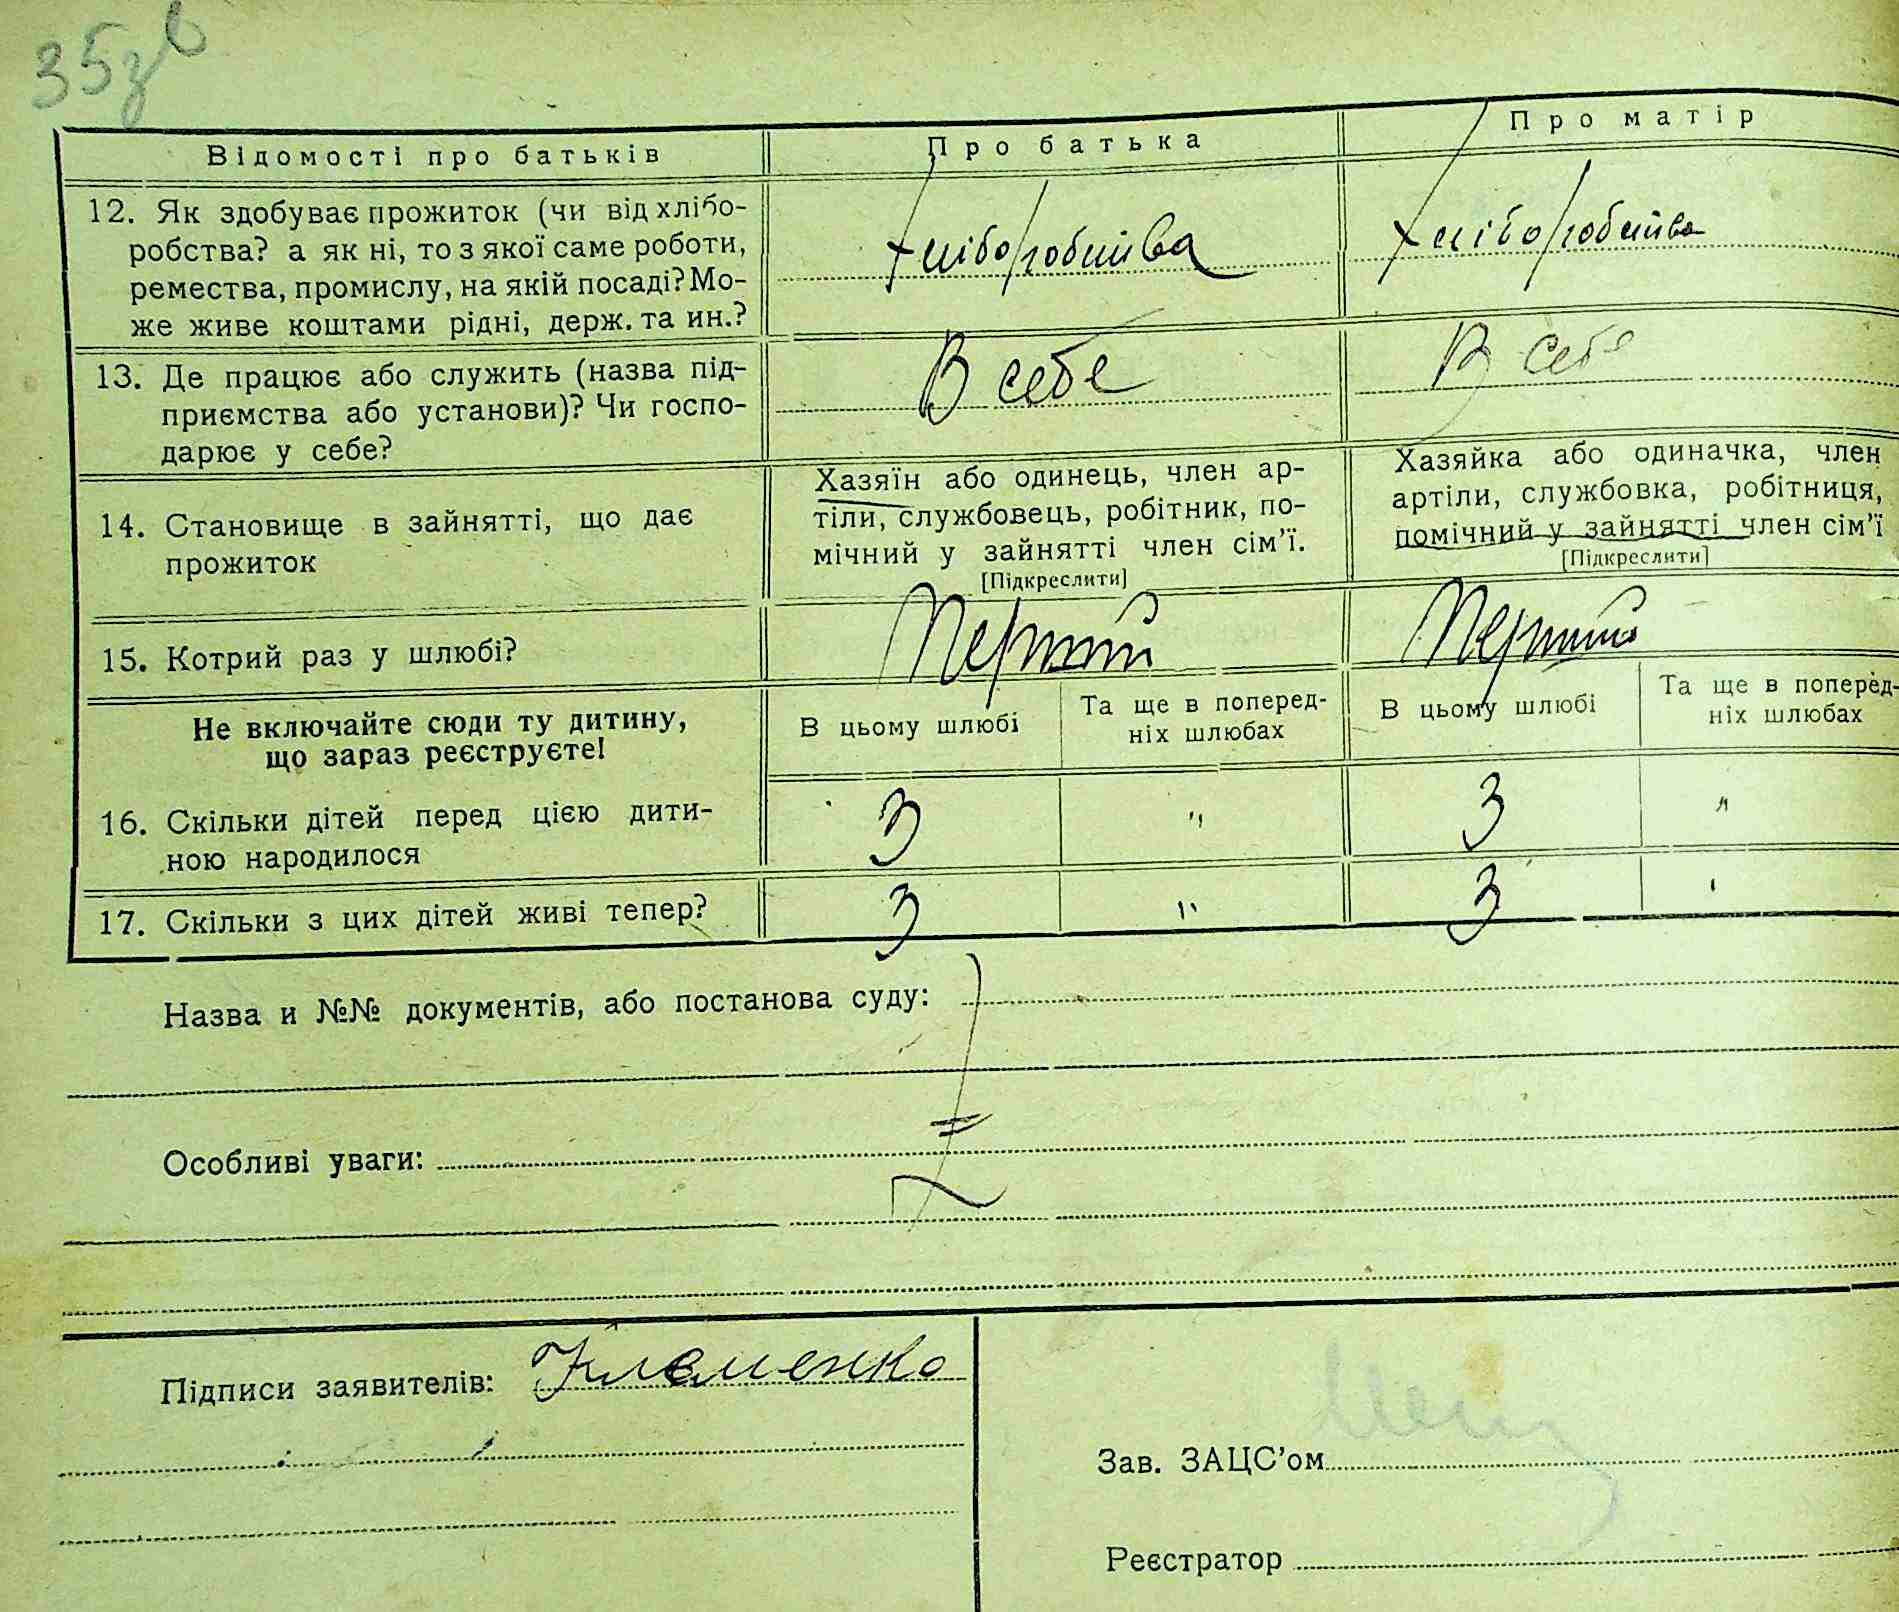 35зв
Відомості про батьків
Про батька
Про матір
12. Як здобуває прожиток (чи від хлібо-
робства? а як ні, то з якої саме роботи,
ремества, промислу, на якій посаді? Мо-
же живе коштами рідні, держ. та ин.?
хліборобства
хліборобства
13. Де працює або служить (назва під-
приємства або установи)? Чи госпо-
дарює у себе?
В себе
В себе
14. Становище в зайнятті, що дає
прожиток
Хазяїн або одинець, член ар-
тіли, службовець, робітник, по-
мічний у зайнятті член сім'ї.
[Підкреслити]
Хазяйка або одиначка, член
артіли, службовка, робітниця,
помічний у зайнятті член сім'ї
[Підкреслити]
15. Котрий раз у шлюбі?
Перший
Перший
Не включайте сюди ту дитину,
що зараз реєструєте!
В цьому шлюбі
Та ще в поперед-
ніх шлюбах
В цьому шлюбі
Та ще в поперед-
ніх шлюбах
16. Скільки дітей перед цією дити-
ною народилося
3
"
3
"
17. Скільки з цих дітей живі тепер?
3
"
3
"
Назва и №№ документів, або постанова суду:
Особливі уваги:
Підписи заявителів: Клеменко
Зав. ЗАЦС'ом
Реєстратор